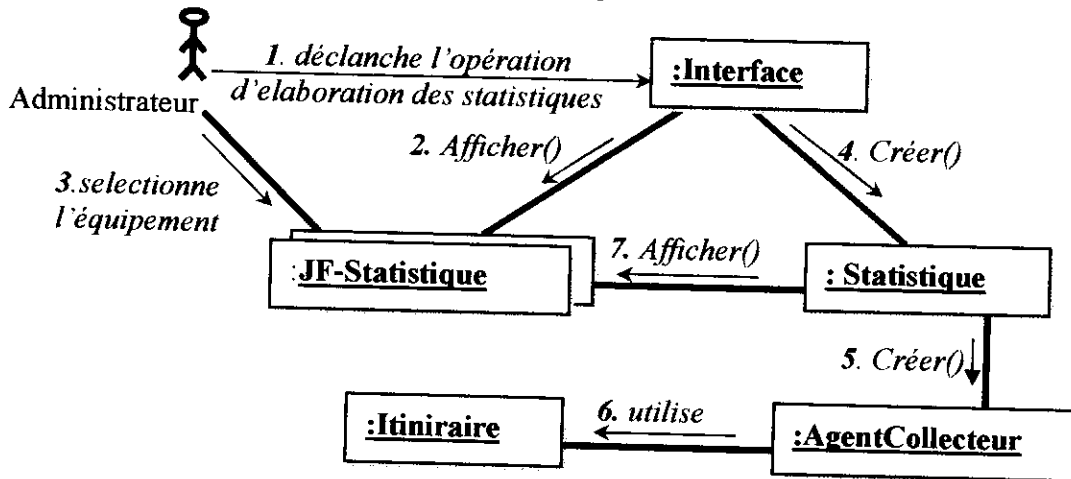 1. déclanche l'opération
d'elaboration des statistiques
:Interface
Administrateur
2. Afficher()
4. Créer()
3.selectionne
l'équipement
:JF-Statistique
7. Afficher()
: Statistique
5. Créer()
:Itiniraire
6. utilise
:AgentCollecteur